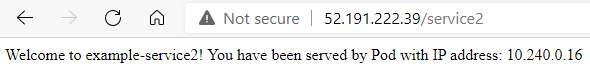 Not secure | 52.191.222.39/service2
Welcome to example-service2! You have been served by Pod with IP address: 10.240.0.16